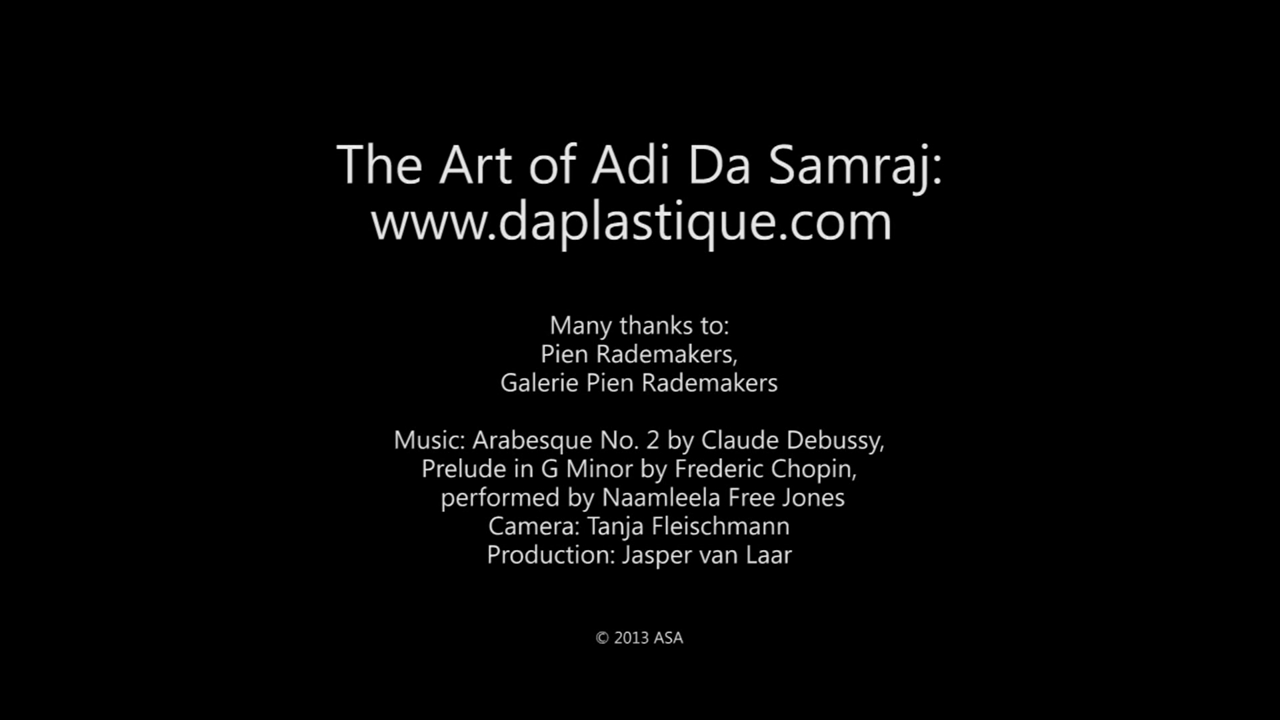 The Art of Adi Da Samraj:
www.daplastique.com
Many thanks to:
Pien Rademakers,
Galerie Pien Rademakers
Music: Arabesque No. 2 by Claude Debussy,
Prelude in G Minor by Frederic Chopin,
performed by Naamleela Free Jones
Camera: Tanja Fleischmann
Production: Jasper van Laar
© 2013 ASA